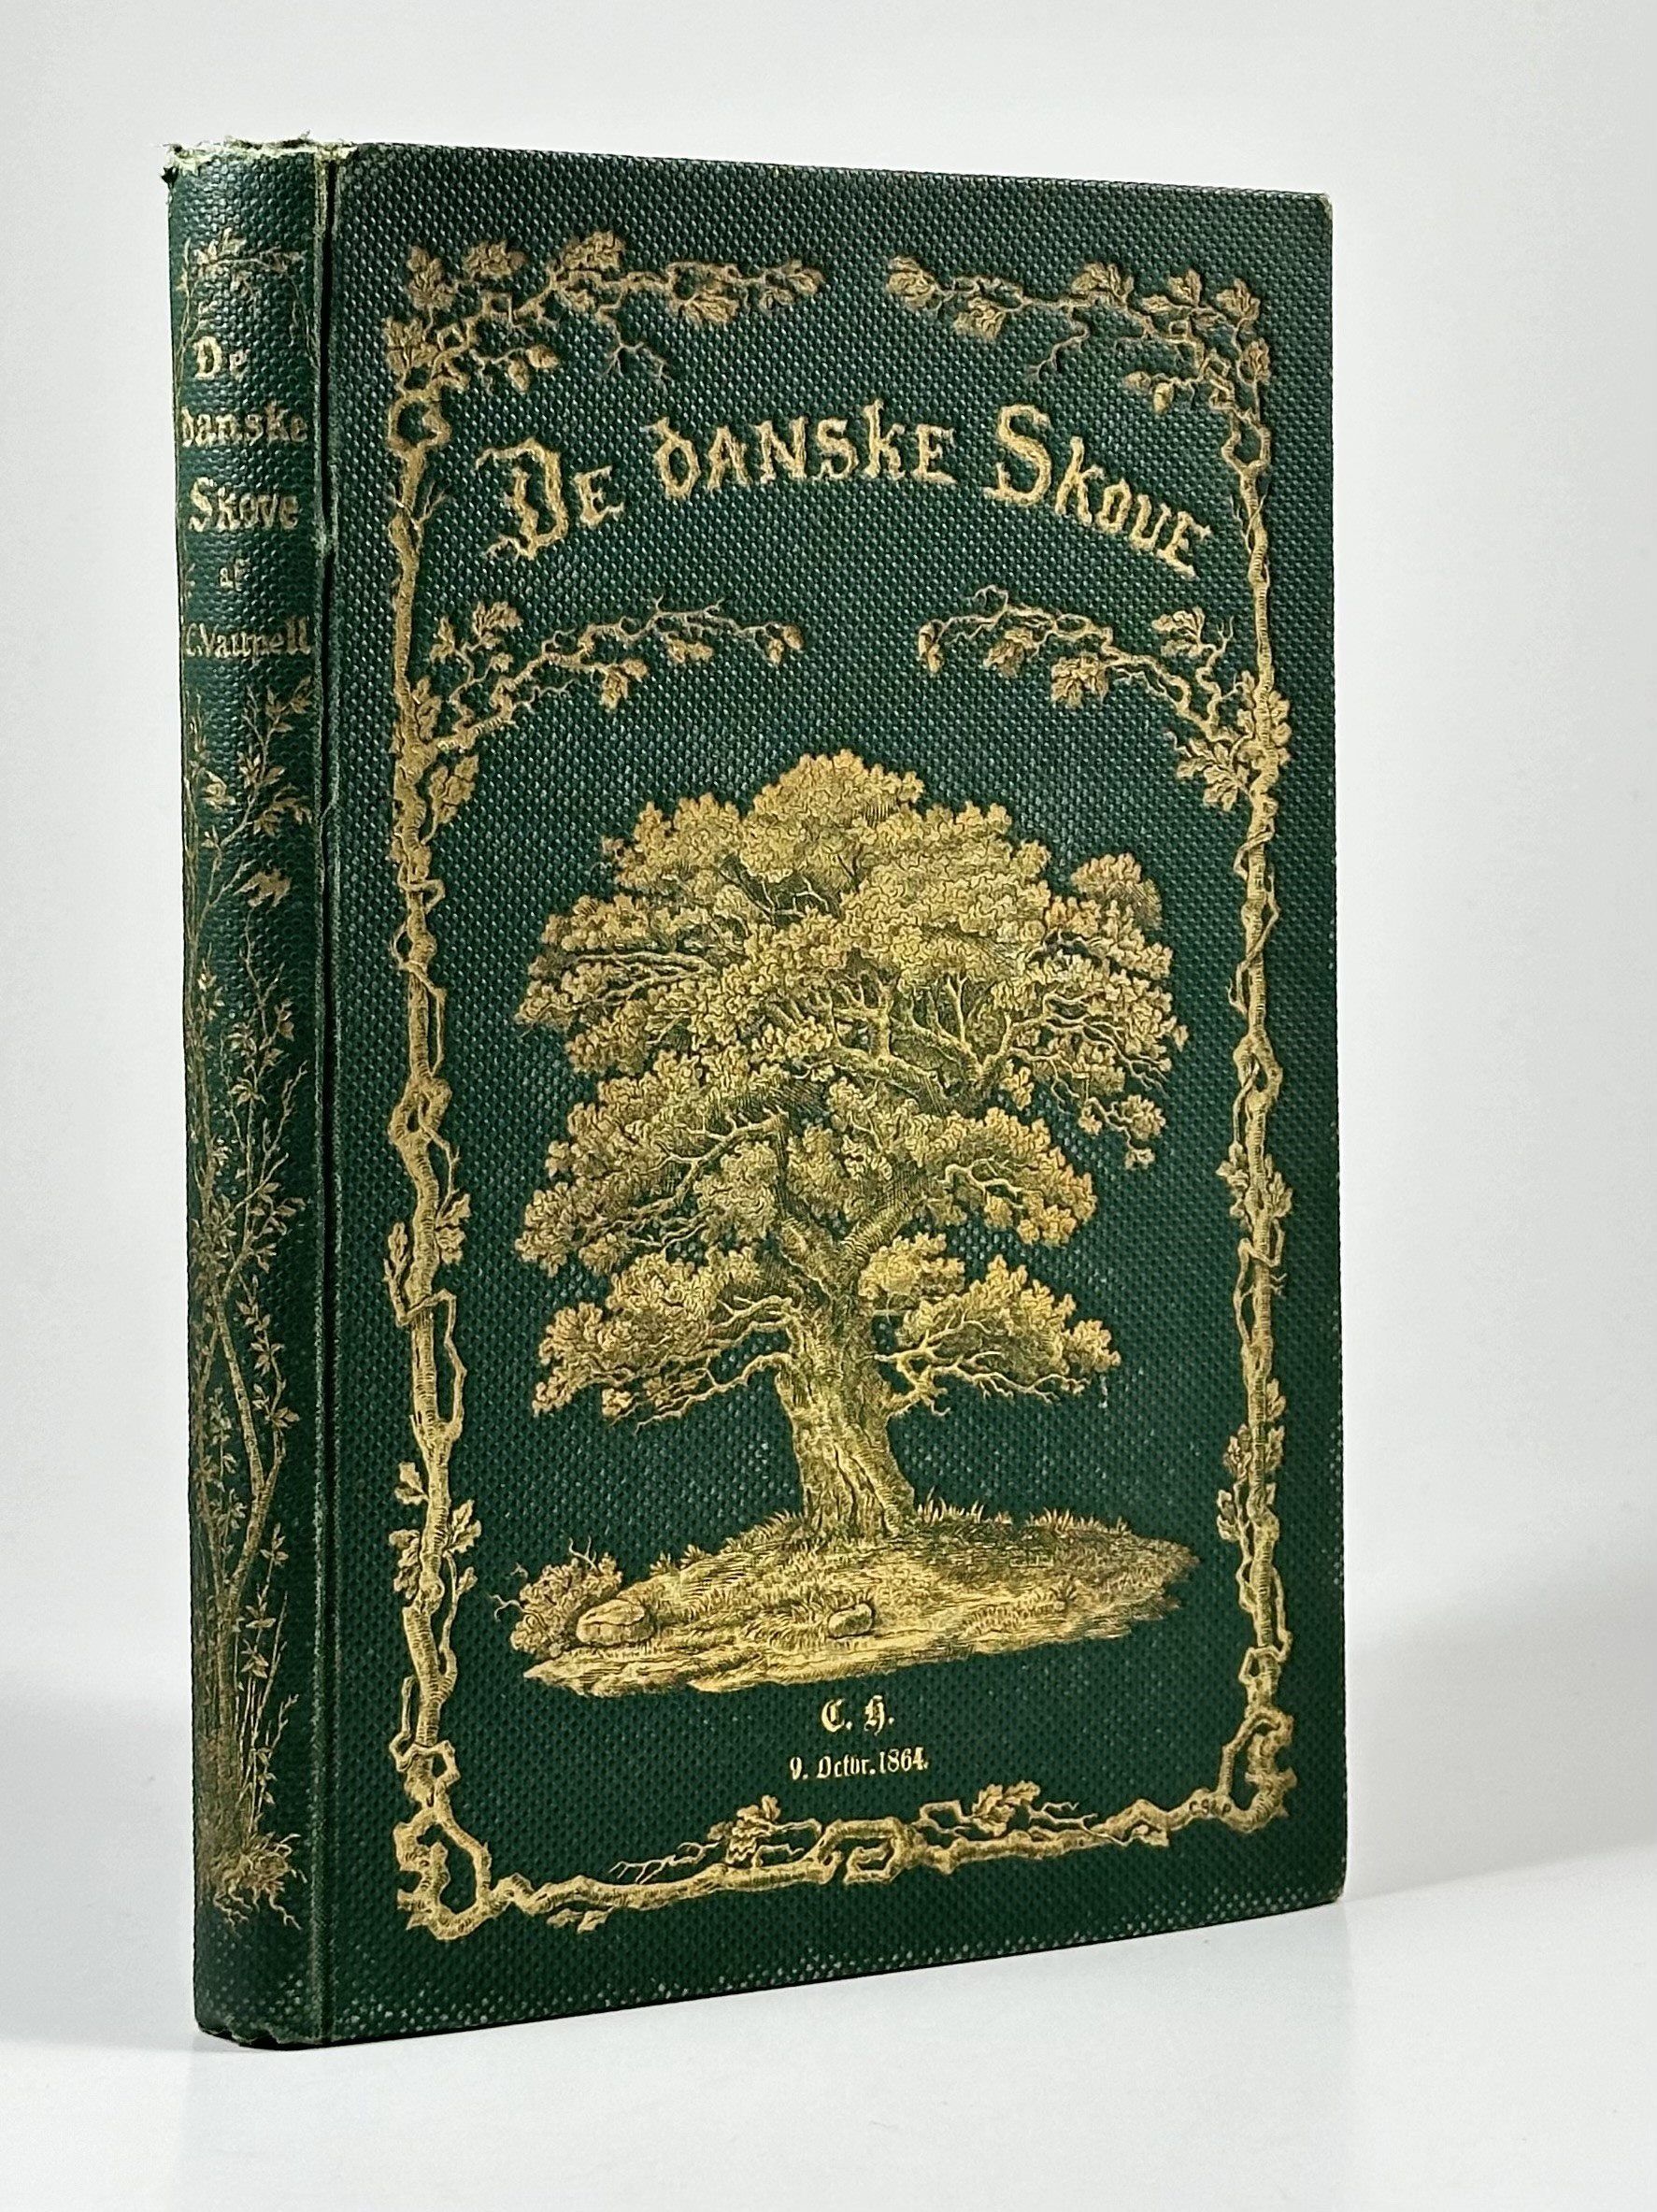 De
danske
Skove
af
C. Vaupell
De danske Skove
C. H.
9. Octbr. 1864.